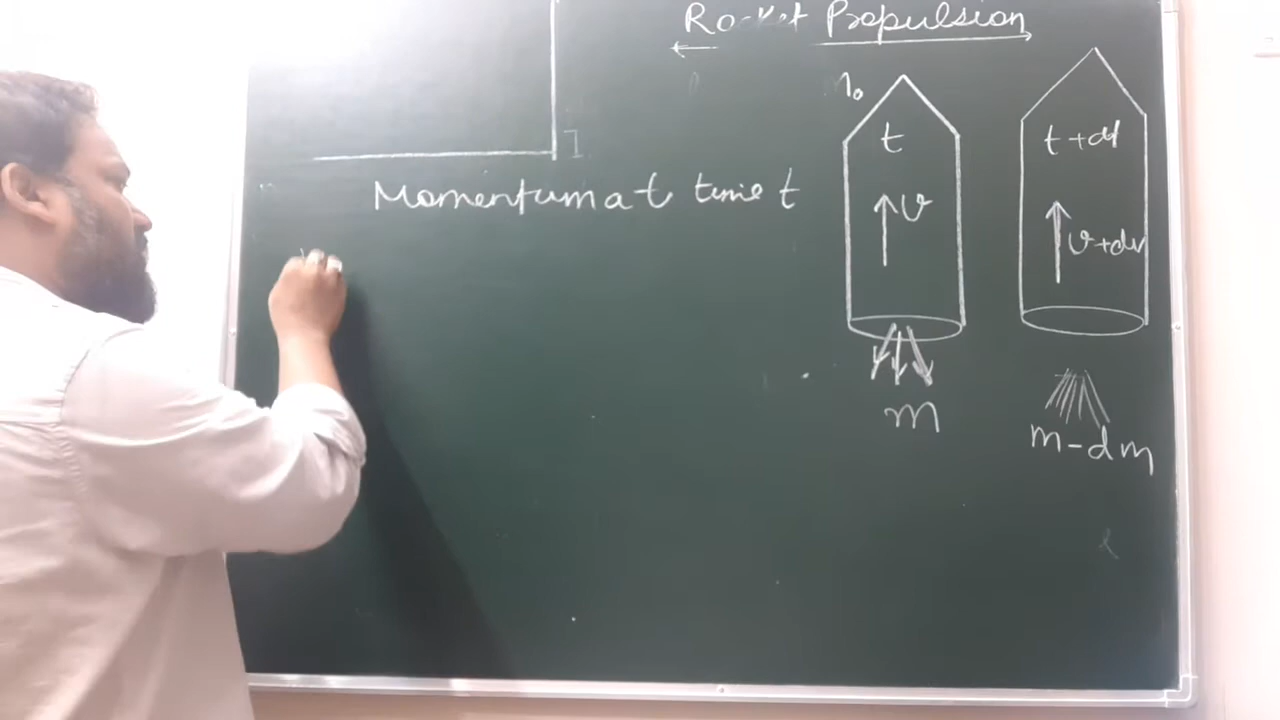 Rocket Propulsion
m₀
t
t+dt
Momentum at time t
v
v+dv
m
m-dm